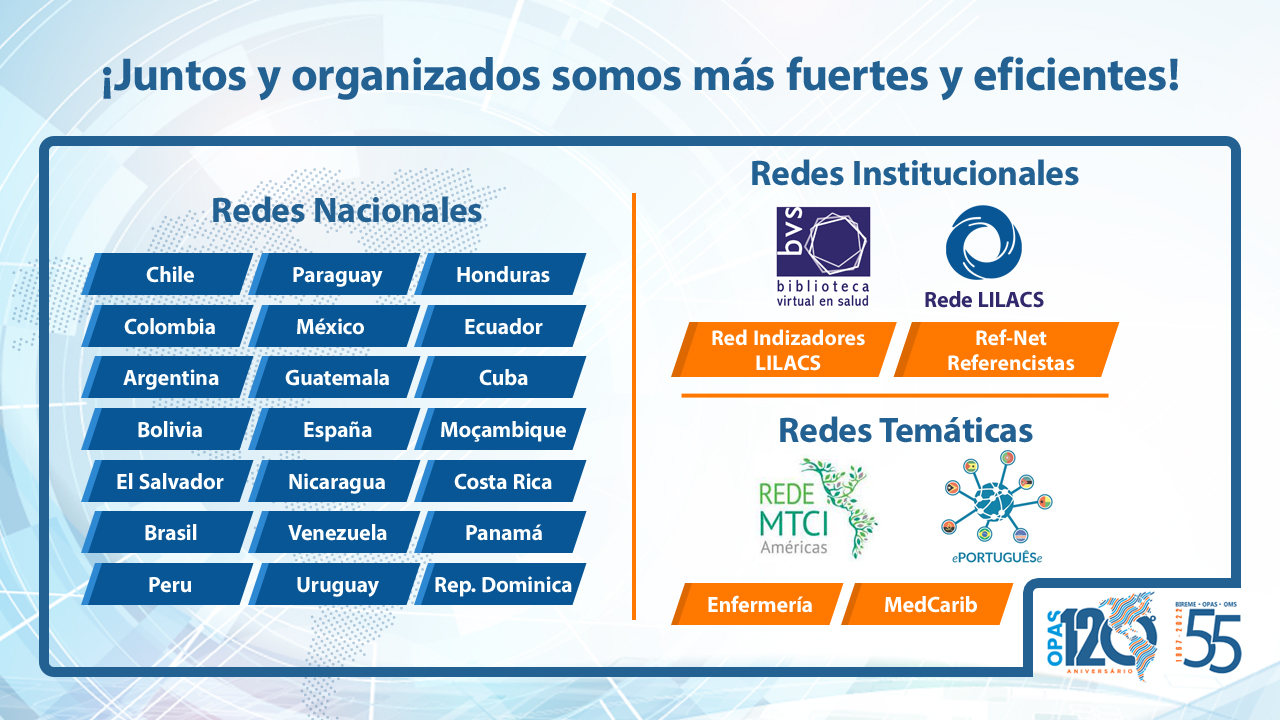 ¡Juntos y organizados somos más fuertes y eficientes!
Redes Nacionales
Chile
Paraguay
Honduras
Colombia
México
Ecuador
Argentina
Guatemala
Cuba
Bolivia
España
Moçambique
El Salvador
Nicaragua
Costa Rica
Brasil
Venezuela
Panamá
Peru
Uruguay
Rep. Dominica
Redes Institucionales
bvs
biblioteca
virtual en salud
Rede LILACS
Red Indizadores
LILACS
Ref-Net
Referencistas
Redes Temáticas
REDE
MTCI
Américas
ePORTUGUÊSe
Enfermería
MedCarib
OPAS
120º
ANIVERSÁRIO
BIREME • OPAS • OMS
1967-2022
55